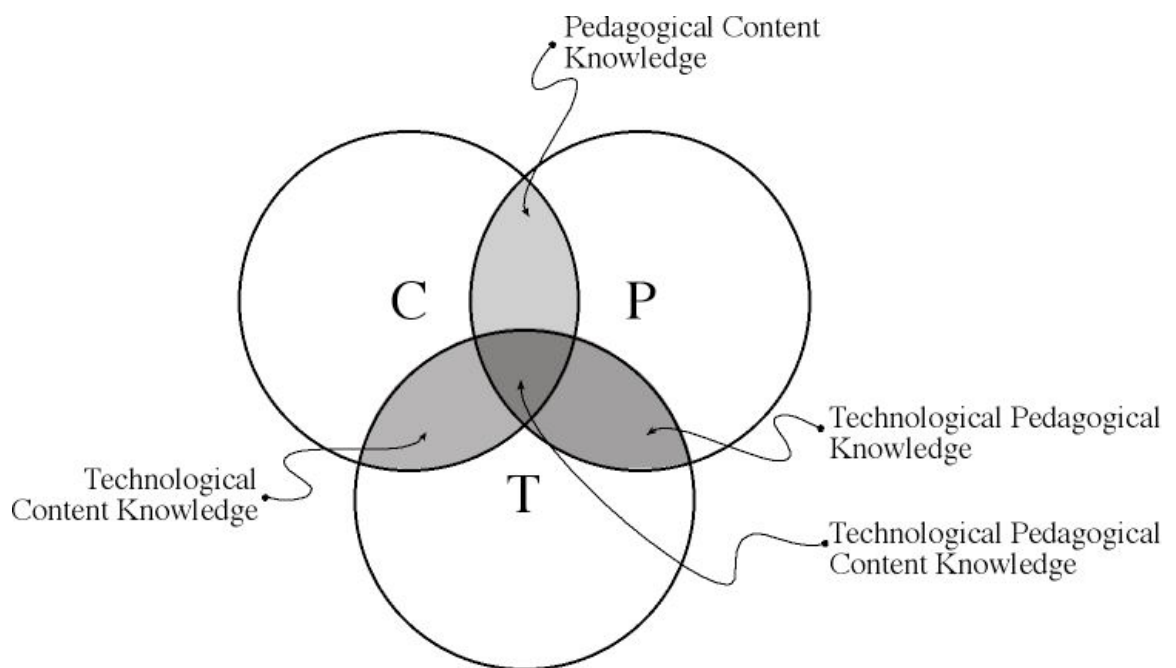 Pedagogical Content
Knowledge
C
P
Technological Pedagogical
Knowledge
Technological
Content Knowledge
T
Technological Pedagogical
Content Knowledge